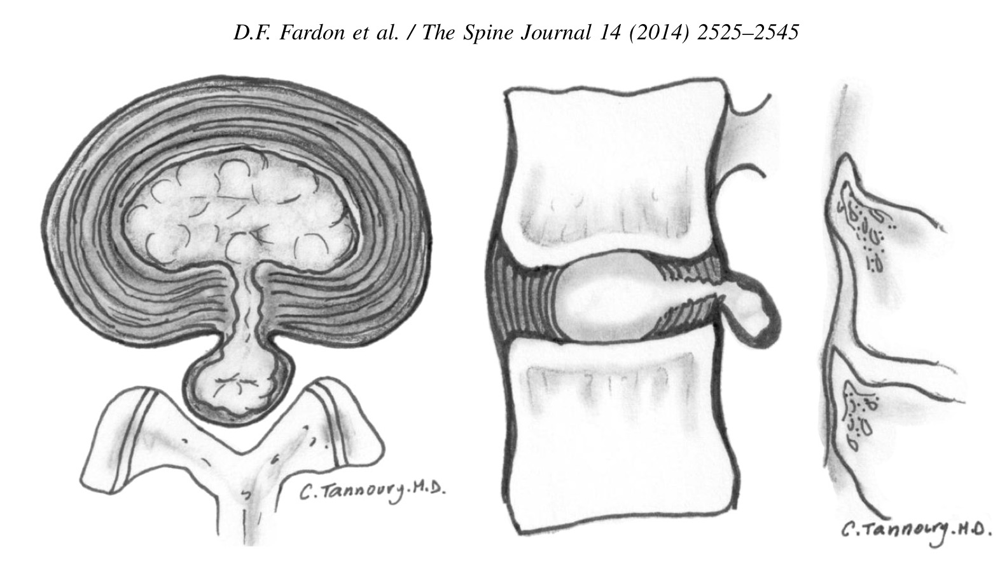 D.F. Fardon et al. / The Spine Journal 14 (2014) 2525–2545
C. Tannoury. M.D.
C. Tannoury. M.D.